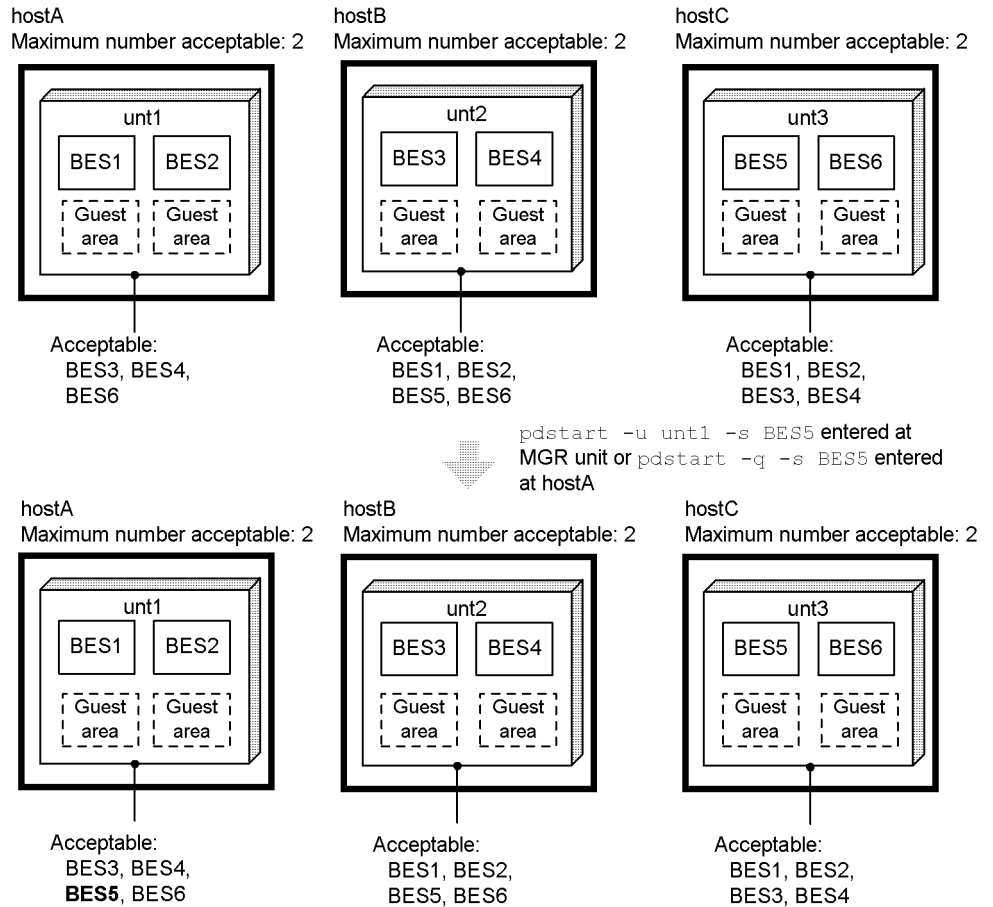 hostA
Maximum number acceptable: 2
hostB
Maximum number acceptable: 2
hostC
Maximum number acceptable: 2
unt1
BES1
BES2
Guest
area
Guest
area
unt2
BES3
BES4
Guest
area
Guest
area
unt3
BES5
BES6
Guest
area
Guest
area
Acceptable:
BES3, BES4,
BES6
Acceptable:
BES1, BES2,
BES5, BES6
Acceptable:
BES1, BES2,
BES3, BES4
pdstart -u unt1 -s BES5 entered at
MGR unit or pdstart -q -s BES5 entered
at hostA
hostA
Maximum number acceptable: 2
hostB
Maximum number acceptable: 2
hostC
Maximum number acceptable: 2
unt1
BES1
BES2
Guest
area
Guest
area
unt2
BES3
BES4
Guest
area
Guest
area
unt3
BES5
BES6
Guest
area
Guest
area
Acceptable:
BES3, BES4,
BES5, BES6
Acceptable:
BES1, BES2,
BES5, BES6
Acceptable:
BES1, BES2,
BES3, BES4